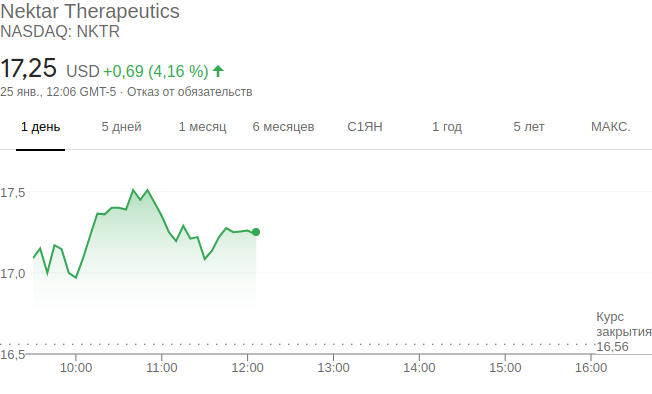 Nektar Therapeutics
NASDAQ: NKTR
17,25 USD +0,69 (4,16 %)
25 янв., 12:06 GMT-5 · Отказ от обязательств
1 день 5 дней 1 месяц 6 месяцев С1ЯН 1 год 5 лет МАКС.
17,5
17,0
Курс
закрытия
16,56
16,5
10:00 11:00 12:00 13:00 14:00 15:00 16:00